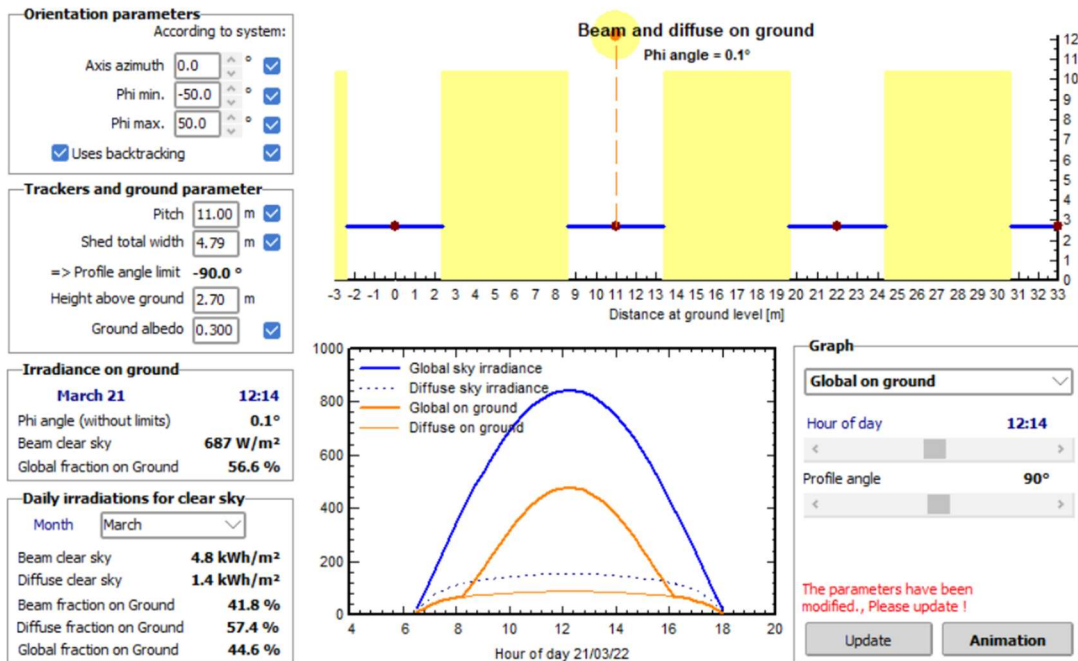 Orientation parameters
According to system:
Axis azimuth 0.0 °
Phi min. -50.0 °
Phi max. 50.0 °
Uses backtracking
Trackers and ground parameter
Pitch 11.00 m
Shed total width 4.79 m
=> Profile angle limit -90.0 °
Height above ground 2.70 m
Ground albedo 0.300
Irradiance on ground
March 21 12:14
Phi angle (without limits) 0.1°
Beam clear sky 687 W/m²
Global fraction on Ground 56.6 %
Daily irradiations for clear sky
Month March
Beam clear sky 4.8 kWh/m²
Diffuse clear sky 1.4 kWh/m²
Beam fraction on Ground 41.8 %
Diffuse fraction on Ground 57.4 %
Global fraction on Ground 44.6 %
Beam and diffuse on ground
Phi angle = 0.1°
12
11
10
9
8
7
6
5
4
3
2
1
0
-3 -2 -1 0 1 2 3 4 5 6 7 8 9 10 11 12 13 14 15 16 17 18 19 20 21 22 23 24 25 26 27 28 29 30 31 32 33
Distance at ground level [m]
1000
800
600
400
200
0
Global sky irradiance
Diffuse sky irradiance
Global on ground
Diffuse on ground
4 6 8 10 12 14 16 18 20
Hour of day 21/03/22
Graph
Global on ground
Hour of day 12:14
Profile angle 90°
The parameters have been
modified., Please update !
Update Animation